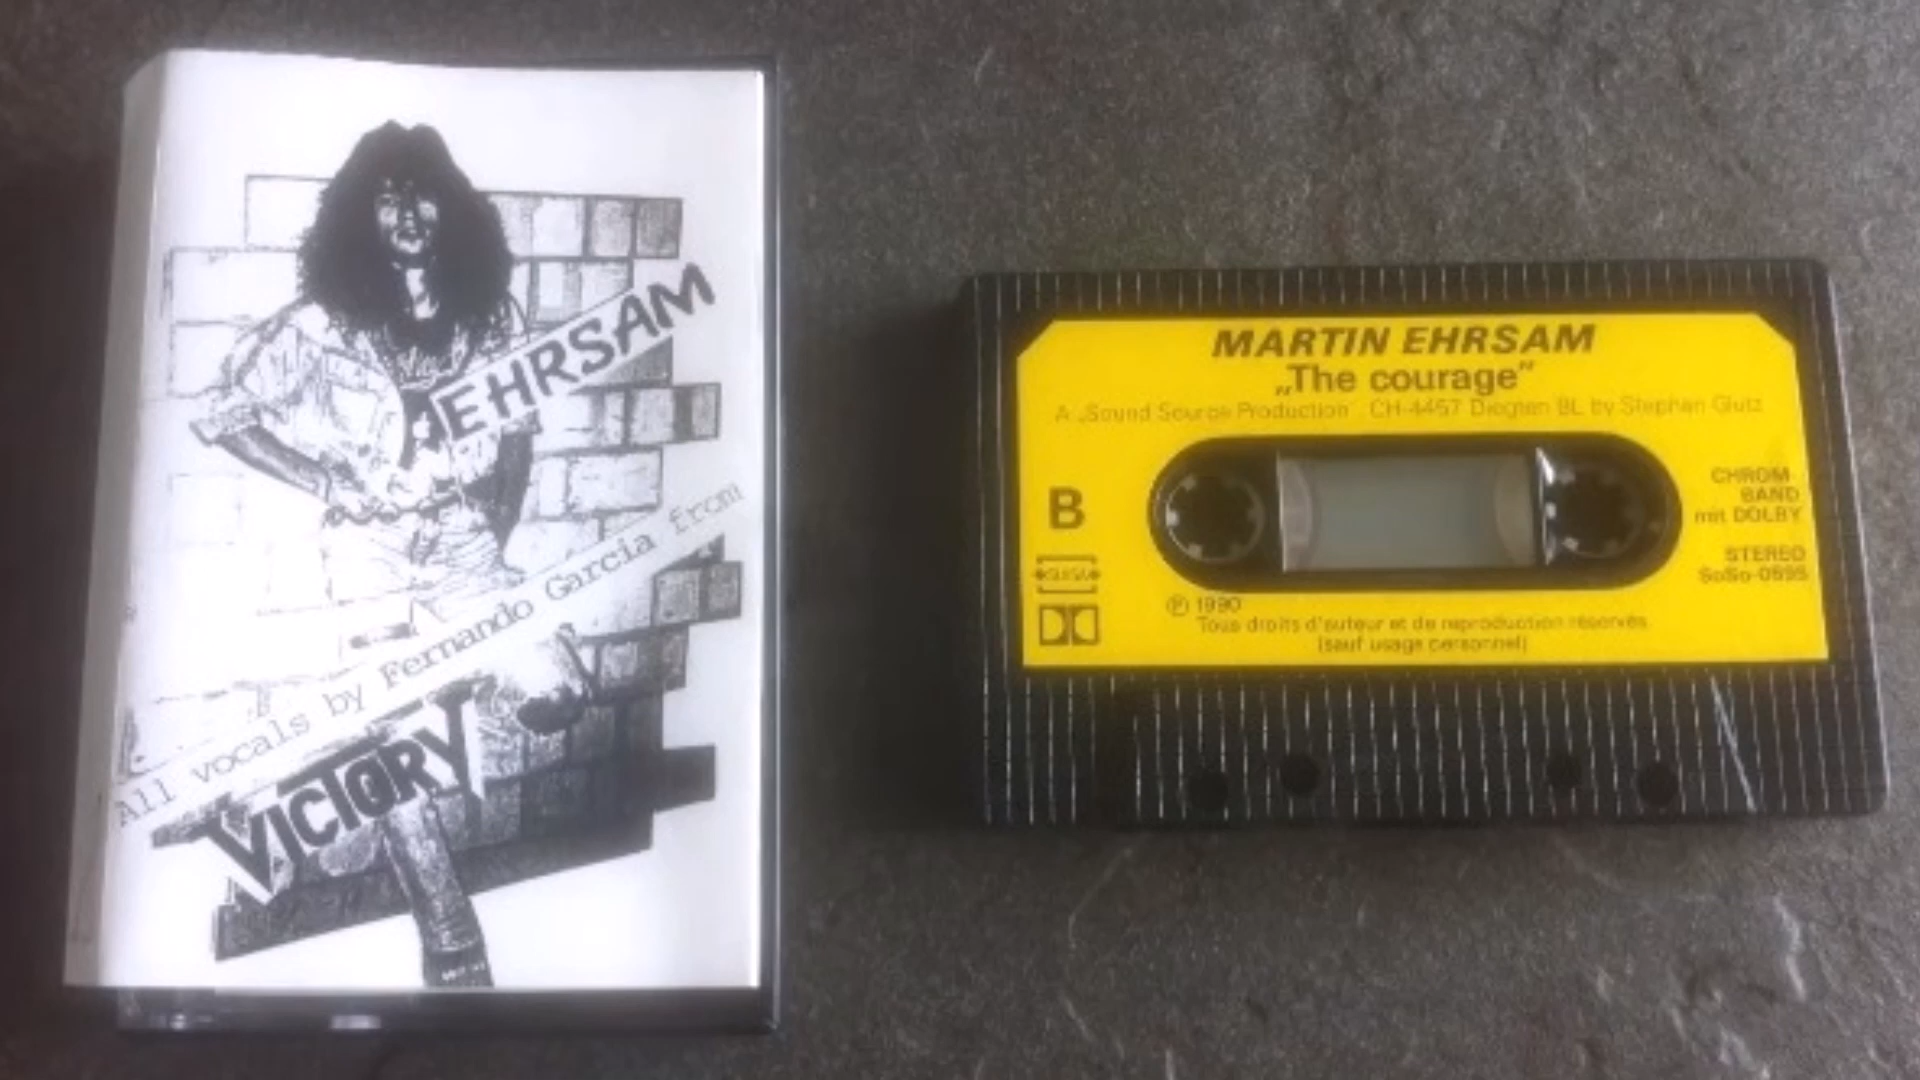 EHRSAM
All vocals by Fernando Garcia from
VICTORY
MARTIN EHRSAM
„The courage"
A „Sound Source Production" CH-4457 Diegten BL by Stephan Glutz
B
CHROM-
BAND
mit DOLBY
STEREO
SUISA
℗ 1990
Tous droits d'auteur et de reproduction réservés
(sauf usage personnel)